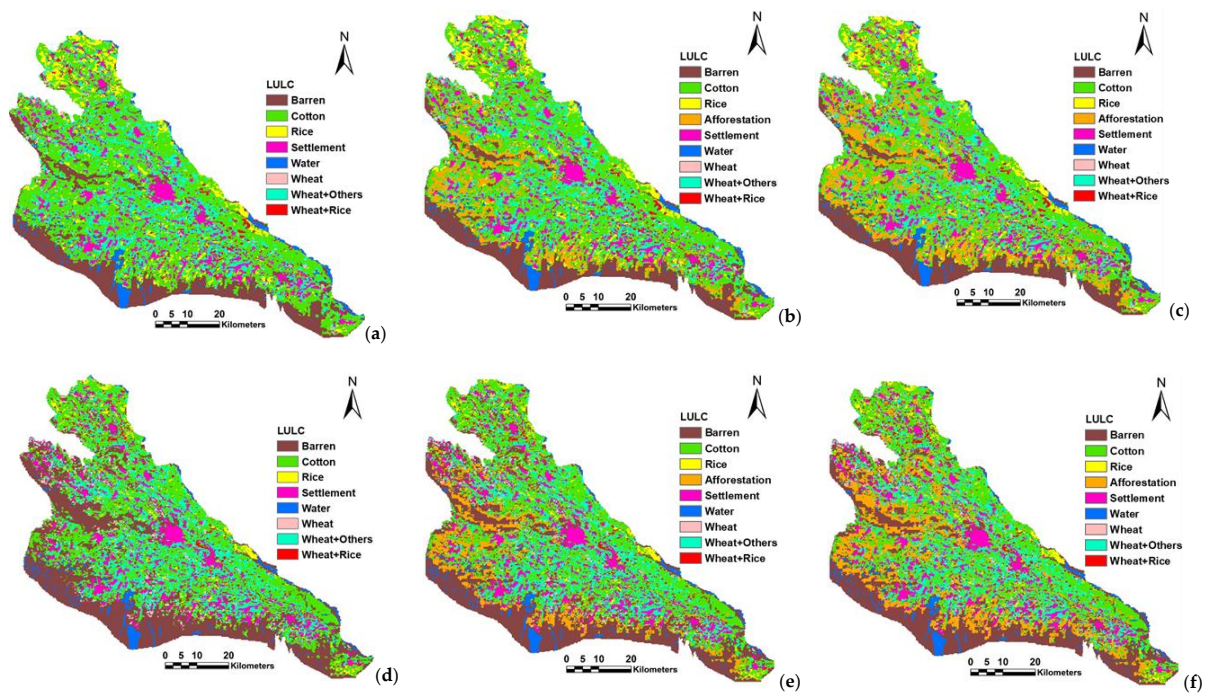 N
LULC
Barren
Cotton
Rice
Settlement
Water
Wheat
Wheat+Others
Wheat+Rice
0 5 10 20
Kilometers
(a)
N
LULC
Barren
Cotton
Rice
Afforestation
Settlement
Water
Wheat
Wheat+Others
Wheat+Rice
0 5 10 20
Kilometers
(b)
N
LULC
Barren
Cotton
Rice
Afforestation
Settlement
Water
Wheat
Wheat+Others
Wheat+Rice
0 5 10 20
Kilometers
(c)
N
LULC
Barren
Cotton
Rice
Settlement
Water
Wheat
Wheat+Others
Wheat+Rice
0 5 10 20
Kilometers
(d)
N
LULC
Barren
Cotton
Rice
Afforestation
Settlement
Water
Wheat
Wheat+Others
Wheat+Rice
0 5 10 20
Kilometers
(e)
N
LULC
Barren
Cotton
Rice
Afforestation
Settlement
Water
Wheat
Wheat+Others
Wheat+Rice
0 5 10 20
Kilometers
(f)